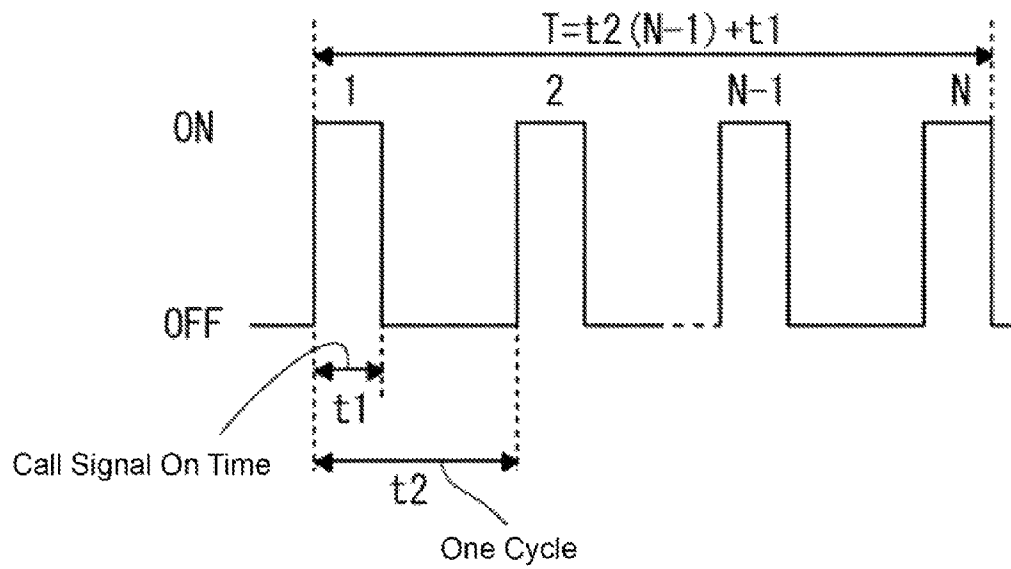 T=t2(N-1)+t1
1 2 N-1 N
ON
OFF
t1
Call Signal On Time
t2
One Cycle